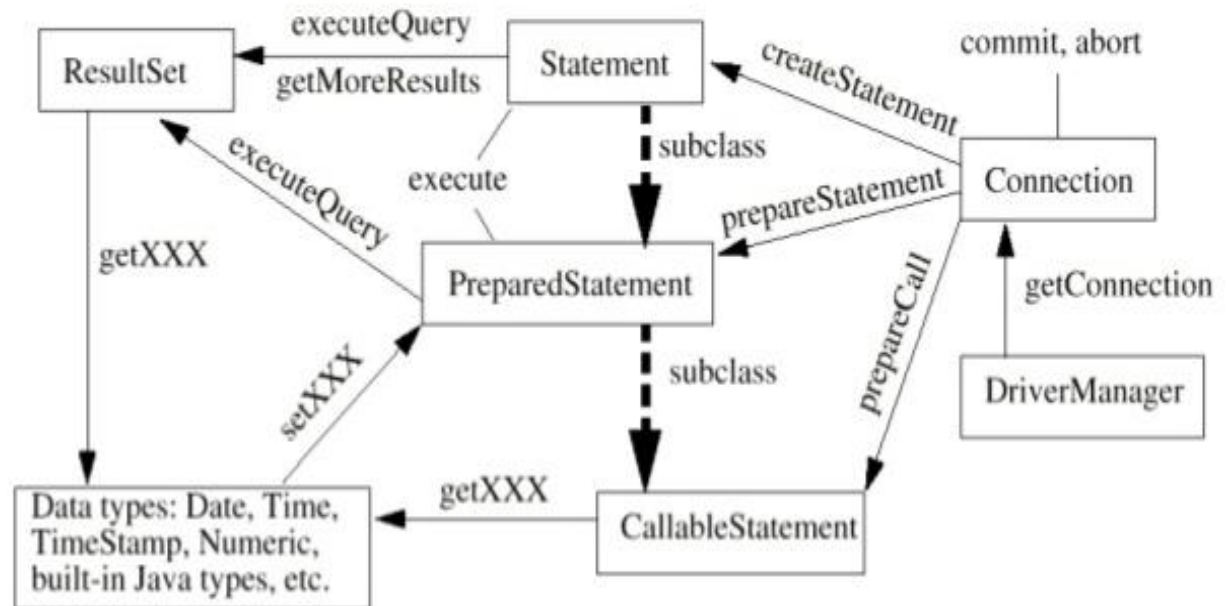 executeQuery
commit, abort
ResultSet
Statement
getMoreResults
createStatement
subclass
executeQuery
execute
prepareStatement
Connection
getXXX
PreparedStatement
getConnection
prepareCall
setXXX
subclass
DriverManager
Data types: Date, Time,
TimeStamp, Numeric,
built-in Java types, etc.
getXXX
CallableStatement